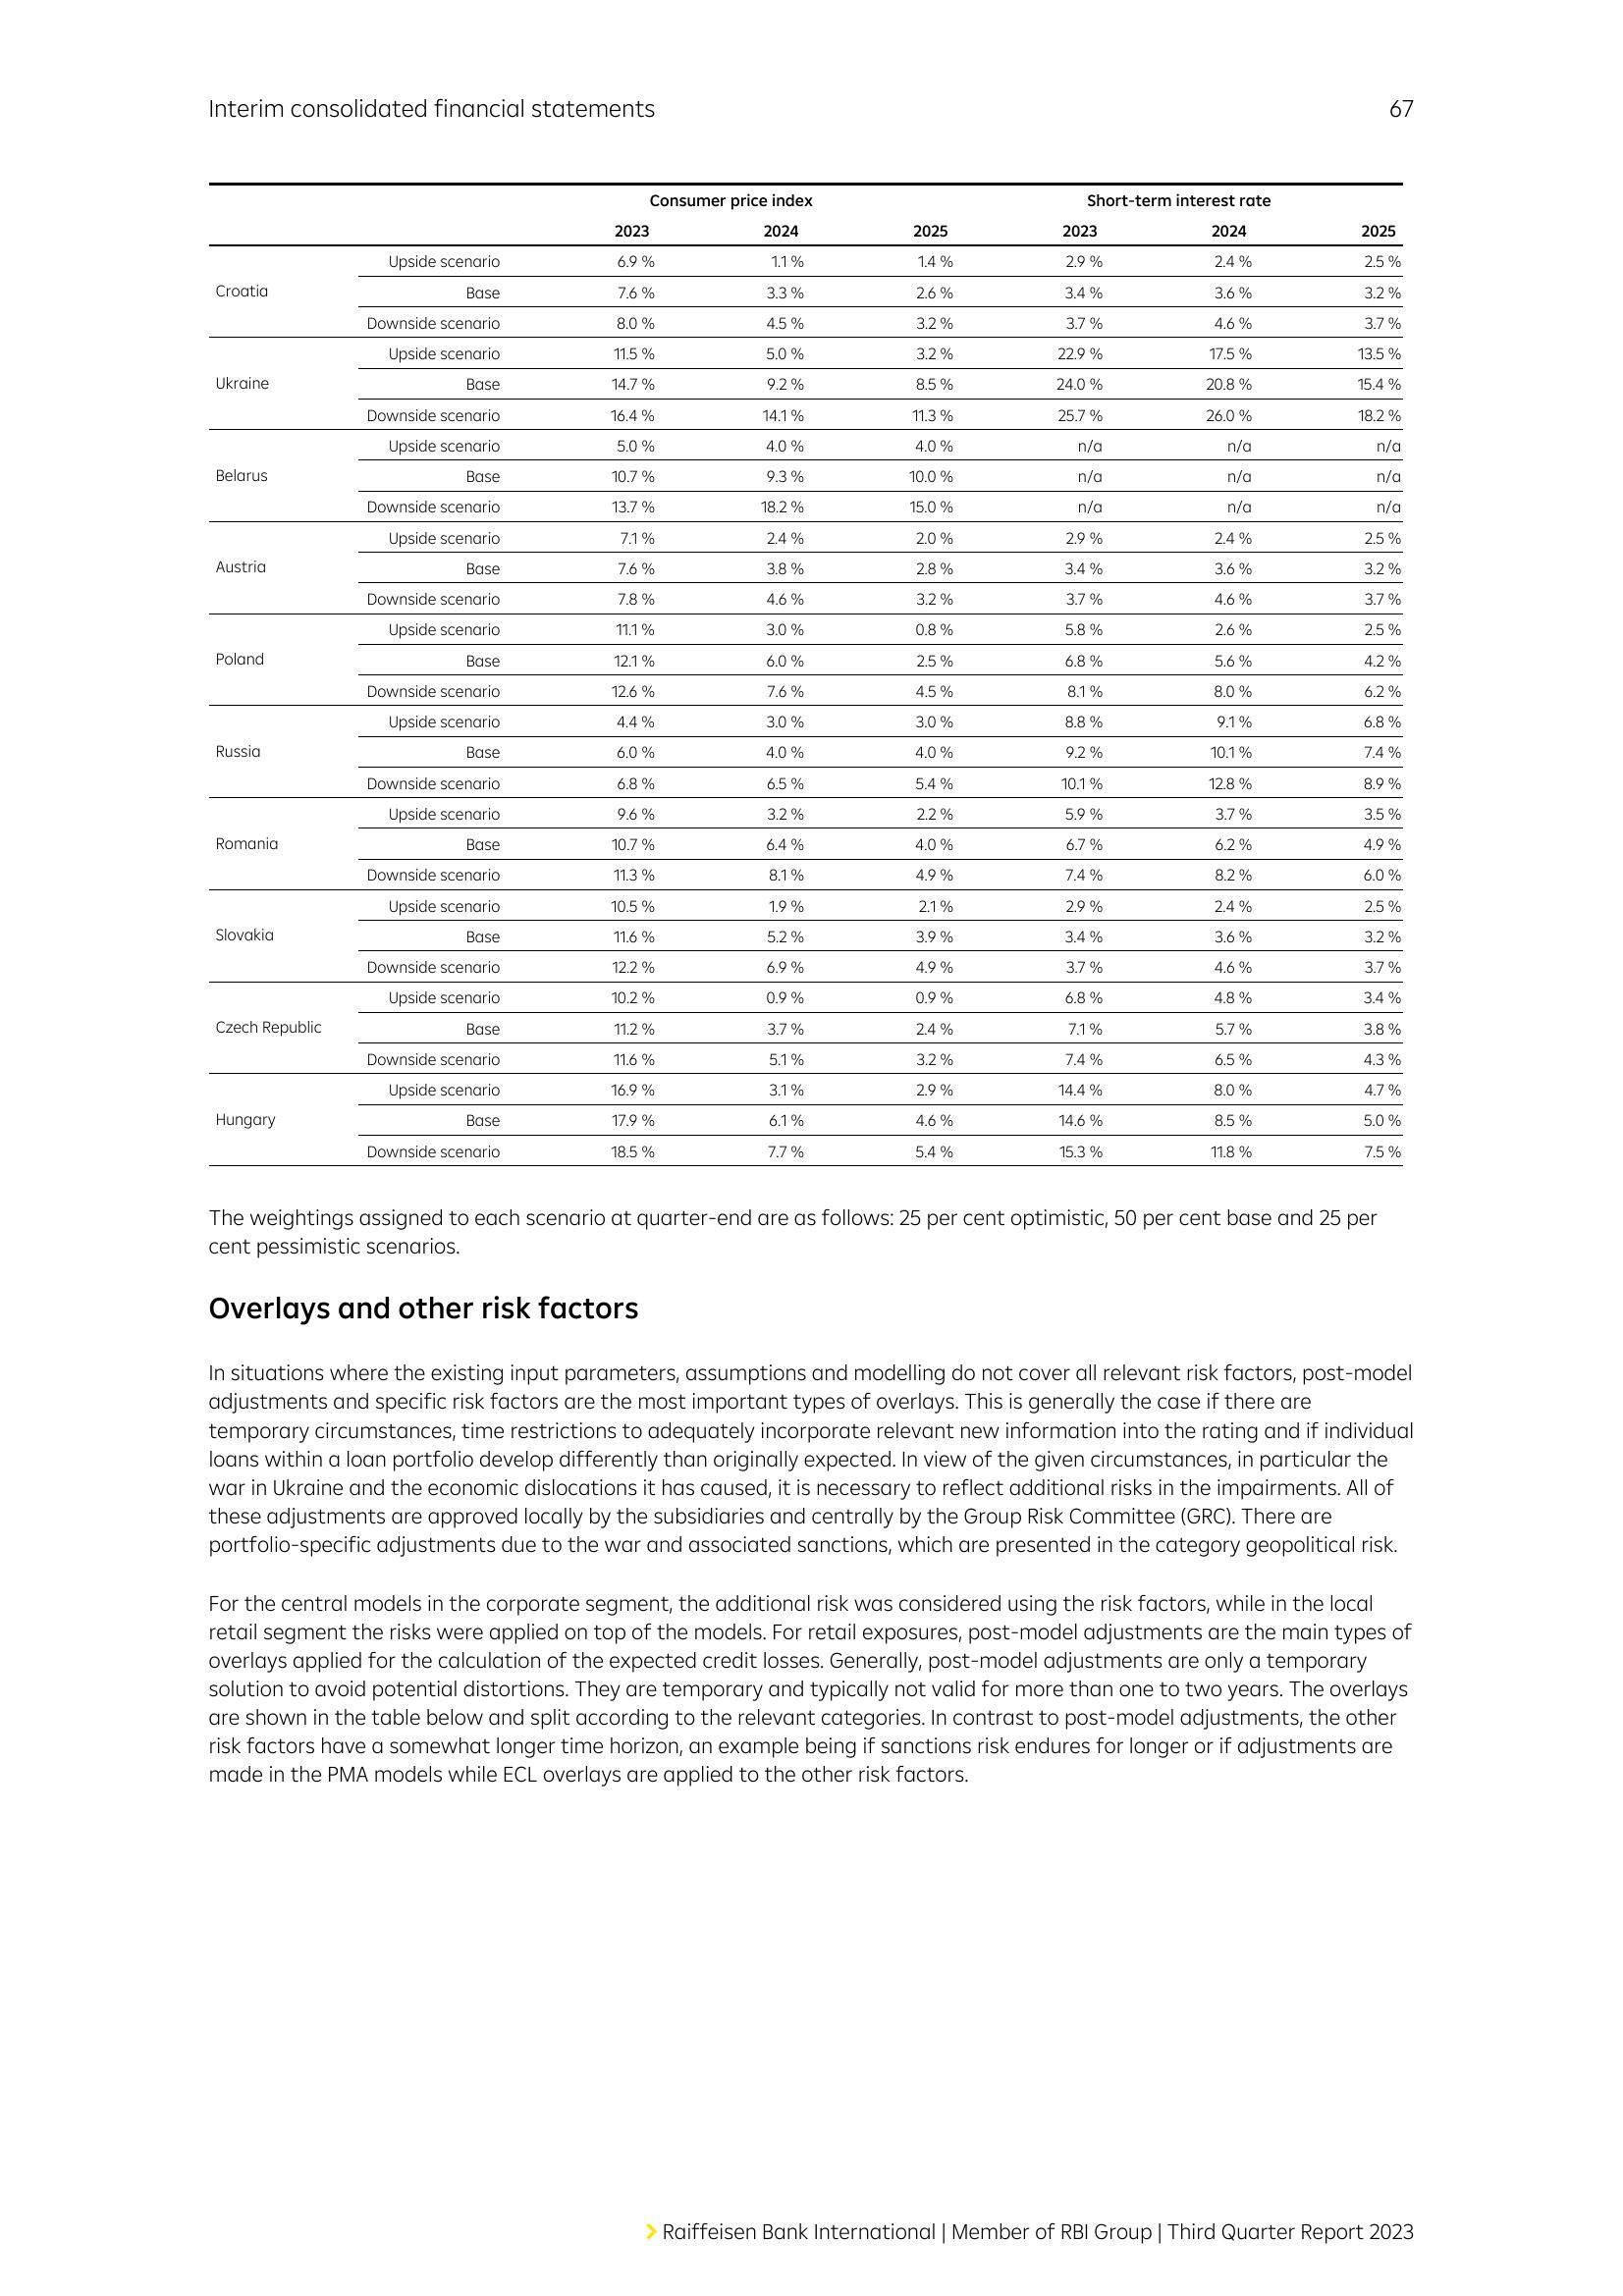 Interim consolidated financial statements 67
Consumer price index Short-term interest rate
2023 2024 2025 2023 2024 2025
Upside scenario 6.9 % 1.1 % 1.4 % 2.9 % 2.4 % 2.5 %
Croatia Base 7.6 % 3.3 % 2.6 % 3.4 % 3.6 % 3.2 %
Downside scenario 8.0 % 4.5 % 3.2 % 3.7 % 4.6 % 3.7 %
Upside scenario 11.5 % 5.0 % 3.2 % 22.9 % 17.5 % 13.5 %
Ukraine Base 14.7 % 9.2 % 8.5 % 24.0 % 20.8 % 15.4 %
Downside scenario 16.4 % 14.1 % 11.3 % 25.7 % 26.0 % 18.2 %
Upside scenario 5.0 % 4.0 % 4.0 % n/a n/a n/a
Belarus Base 10.7 % 9.3 % 10.0 % n/a n/a n/a
Downside scenario 13.7 % 18.2 % 15.0 % n/a n/a n/a
Upside scenario 7.1 % 2.4 % 2.0 % 2.9 % 2.4 % 2.5 %
Austria Base 7.6 % 3.8 % 2.8 % 3.4 % 3.6 % 3.2 %
Downside scenario 7.8 % 4.6 % 3.2 % 3.7 % 4.6 % 3.7 %
Upside scenario 11.1 % 3.0 % 0.8 % 5.8 % 2.6 % 2.5 %
Poland Base 12.1 % 6.0 % 2.5 % 6.8 % 5.6 % 4.2 %
Downside scenario 12.6 % 7.6 % 4.5 % 8.1 % 8.0 % 6.2 %
Upside scenario 4.4 % 3.0 % 3.0 % 8.8 % 9.1 % 6.8 %
Russia Base 6.0 % 4.0 % 4.0 % 9.2 % 10.1 % 7.4 %
Downside scenario 6.8 % 6.5 % 5.4 % 10.1 % 12.8 % 8.9 %
Upside scenario 9.6 % 3.2 % 2.2 % 5.9 % 3.7 % 3.5 %
Romania Base 10.7 % 6.4 % 4.0 % 6.7 % 6.2 % 4.9 %
Downside scenario 11.3 % 8.1 % 4.9 % 7.4 % 8.2 % 6.0 %
Upside scenario 10.5 % 1.9 % 2.1 % 2.9 % 2.4 % 2.5 %
Slovakia Base 11.6 % 5.2 % 3.9 % 3.4 % 3.6 % 3.2 %
Downside scenario 12.2 % 6.9 % 4.9 % 3.7 % 4.6 % 3.7 %
Upside scenario 10.2 % 0.9 % 0.9 % 6.8 % 4.8 % 3.4 %
Czech Republic Base 11.2 % 3.7 % 2.4 % 7.1 % 5.7 % 3.8 %
Downside scenario 11.6 % 5.1 % 3.2 % 7.4 % 6.5 % 4.3 %
Upside scenario 16.9 % 3.1 % 2.9 % 14.4 % 8.0 % 4.7 %
Hungary Base 17.9 % 6.1 % 4.6 % 14.6 % 8.5 % 5.0 %
Downside scenario 18.5 % 7.7 % 5.4 % 15.3 % 11.8 % 7.5 %
The weightings assigned to each scenario at quarter-end are as follows: 25 per cent optimistic, 50 per cent base and 25 per
cent pessimistic scenarios.
Overlays and other risk factors
In situations where the existing input parameters, assumptions and modelling do not cover all relevant risk factors, post-model
adjustments and specific risk factors are the most important types of overlays. This is generally the case if there are
temporary circumstances, time restrictions to adequately incorporate relevant new information into the rating and if individual
loans within a loan portfolio develop differently than originally expected. In view of the given circumstances, in particular the
war in Ukraine and the economic dislocations it has caused, it is necessary to reflect additional risks in the impairments. All of
these adjustments are approved locally by the subsidiaries and centrally by the Group Risk Committee (GRC). There are
portfolio-specific adjustments due to the war and associated sanctions, which are presented in the category geopolitical risk.
For the central models in the corporate segment, the additional risk was considered using the risk factors, while in the local
retail segment the risks were applied on top of the models. For retail exposures, post-model adjustments are the main types of
overlays applied for the calculation of the expected credit losses. Generally, post-model adjustments are only a temporary
solution to avoid potential distortions. They are temporary and typically not valid for more than one to two years. The overlays
are shown in the table below and split according to the relevant categories. In contrast to post-model adjustments, the other
risk factors have a somewhat longer time horizon, an example being if sanctions risk endures for longer or if adjustments are
made in the PMA models while ECL overlays are applied to the other risk factors.
Raiffeisen Bank International | Member of RBI Group | Third Quarter Report 2023